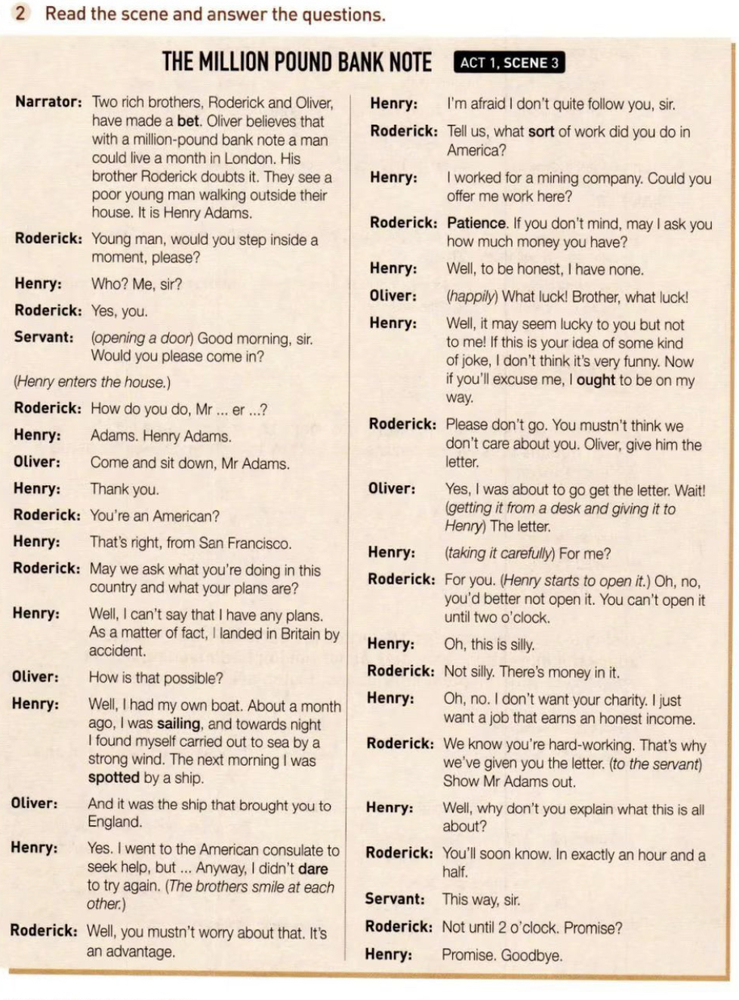 2 Read the scene and answer the questions.
THE MILLION POUND BANK NOTE ACT 1, SCENE 3
Narrator: Two rich brothers, Roderick and Oliver,
have made a bet. Oliver believes that
with a million-pound bank note a man
could live a month in London. His
brother Roderick doubts it. They see a
poor young man walking outside their
house. It is Henry Adams.
Roderick: Young man, would you step inside a
moment, please?
Henry: Who? Me, sir?
Roderick: Yes, you.
Servant: (opening a door) Good morning, sir.
Would you please come in?
(Henry enters the house.)
Roderick: How do you do, Mr ... er ...?
Henry: Adams. Henry Adams.
Oliver: Come and sit down, Mr Adams.
Henry: Thank you.
Roderick: You're an American?
Henry: That's right, from San Francisco.
Roderick: May we ask what you're doing in this
country and what your plans are?
Henry: Well, I can't say that I have any plans.
As a matter of fact, I landed in Britain by
accident.
Oliver: How is that possible?
Henry: Well, I had my own boat. About a month
ago, I was sailing, and towards night
I found myself carried out to sea by a
strong wind. The next morning I was
spotted by a ship.
Oliver: And it was the ship that brought you to
England.
Henry: Yes. I went to the American consulate to
seek help, but ... Anyway, I didn't dare
to try again. (The brothers smile at each
other.)
Roderick: Well, you mustn't worry about that. It's
an advantage.
Henry: I'm afraid I don't quite follow you, sir.
Roderick: Tell us, what sort of work did you do in
America?
Henry: I worked for a mining company. Could you
offer me work here?
Roderick: Patience. If you don't mind, may I ask you
how much money you have?
Henry: Well, to be honest, I have none.
Oliver: (happily) What luck! Brother, what luck!
Henry: Well, it may seem lucky to you but not
to me! If this is your idea of some kind
of joke, I don't think it's very funny. Now
if you'll excuse me, I ought to be on my
way.
Roderick: Please don't go. You mustn't think we
don't care about you. Oliver, give him the
letter.
Oliver: Yes, I was about to go get the letter. Wait!
(getting it from a desk and giving it to
Henry) The letter.
Henry: (taking it carefully) For me?
Roderick: For you. (Henry starts to open it.) Oh, no,
you'd better not open it. You can't open it
until two o'clock.
Henry: Oh, this is silly.
Roderick: Not silly. There's money in it.
Henry: Oh, no. I don't want your charity. I just
want a job that earns an honest income.
Roderick: We know you're hard-working. That's why
we've given you the letter. (to the servant)
Show Mr Adams out.
Henry: Well, why don't you explain what this is all
about?
Roderick: You'll soon know. In exactly an hour and a
half.
Servant: This way, sir.
Roderick: Not until 2 o'clock. Promise?
Henry: Promise. Goodbye.